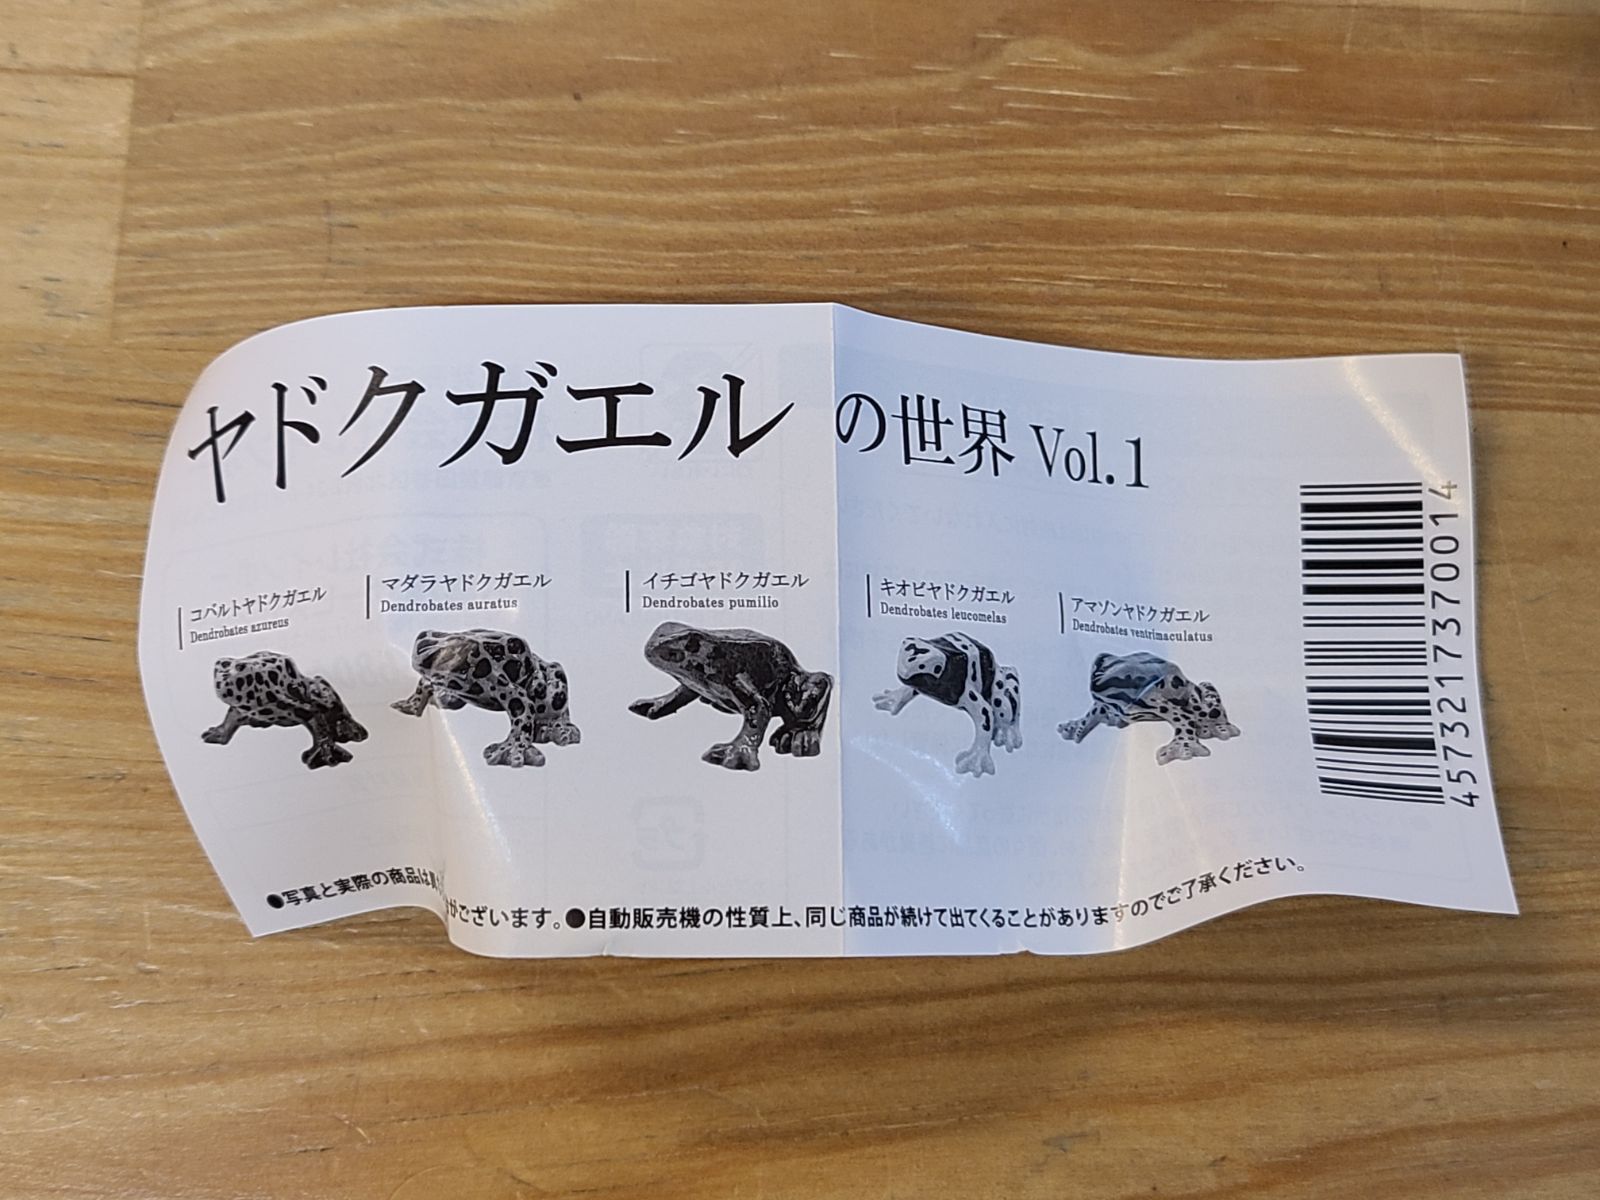 ヤドクガエルの世界 Vol.1
コバルトヤドクガエル
Dendrobates azureus
マダラヤドクガエル
Dendrobates auratus
イチゴヤドクガエル
Dendrobates pumilio
キオビヤドクガエル
Dendrobates leucomelas
アマゾンヤドクガエル
Dendrobates ventrimaculatus
4573217370014
●写真と実際の商品は異がございます。●自動販売機の性質上、同じ商品が続けて出てくることがありますのでご了承ください。